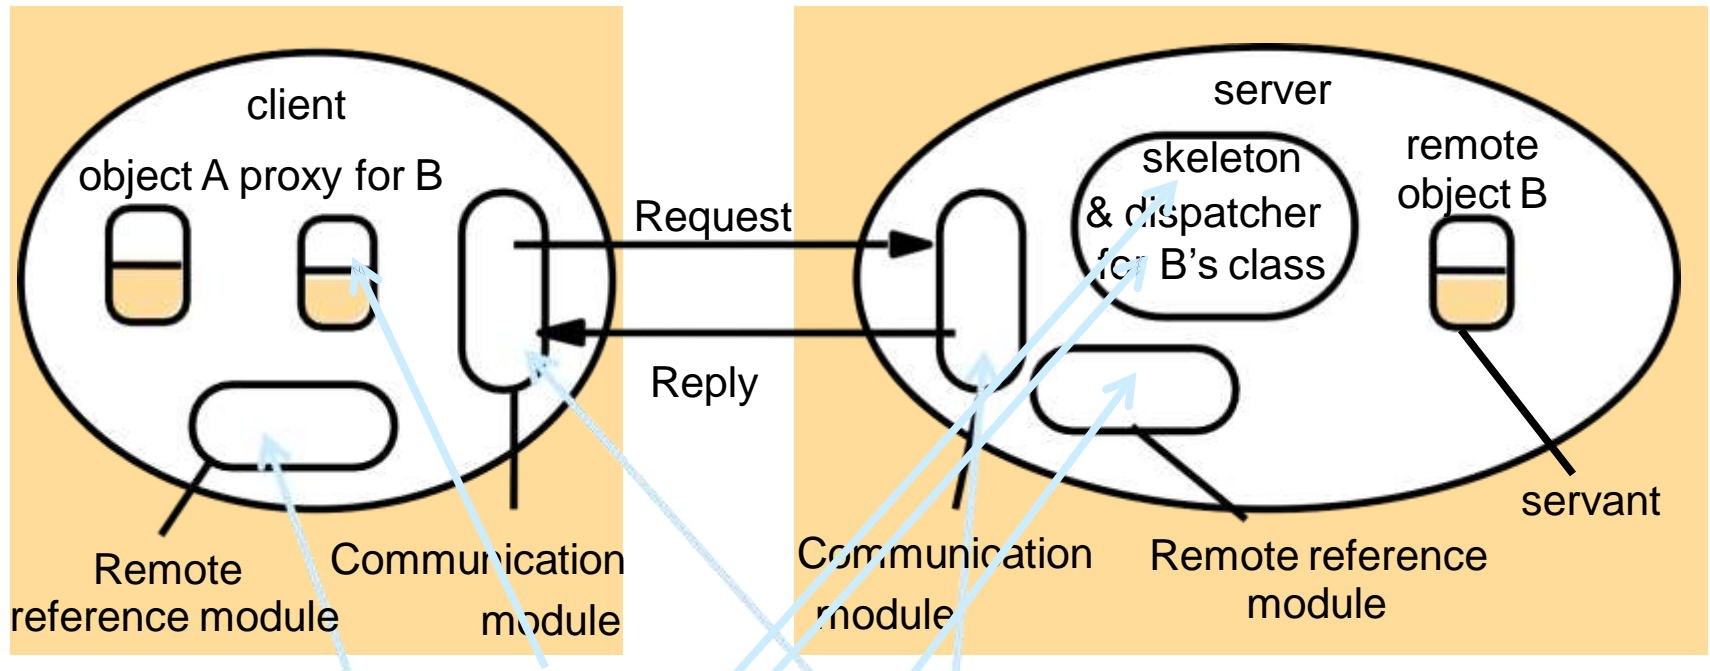 client
object A proxy for B
Request
Reply
Remote
reference module
Communication
module
server
skeleton
& dispatcher
for B's class
remote
object B
servant
Communication
module
Remote reference
module